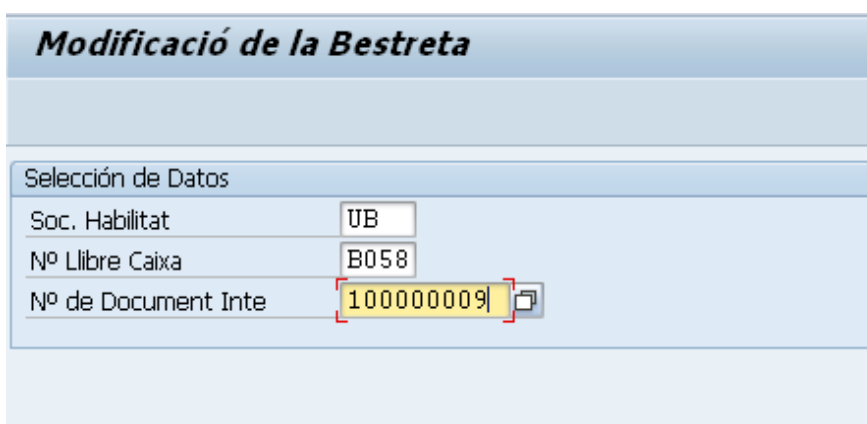 Modificació de la Bestreta
Selección de Datos
Soc. Habilitat UB
Nº Llibre Caixa B058
Nº de Document Inte 100000009